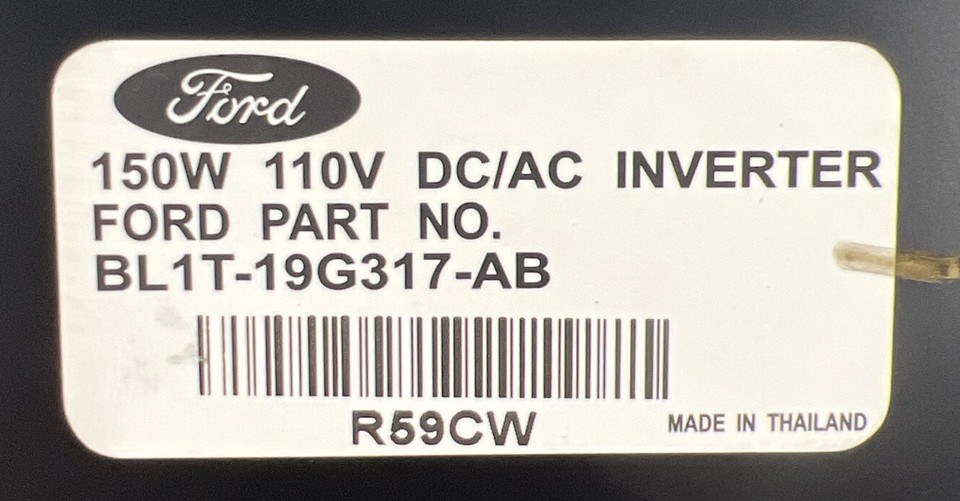 Ford
150W 110V DC/AC INVERTER
FORD PART NO.
BL1T-19G317-AB
R59CW
MADE IN THAILAND